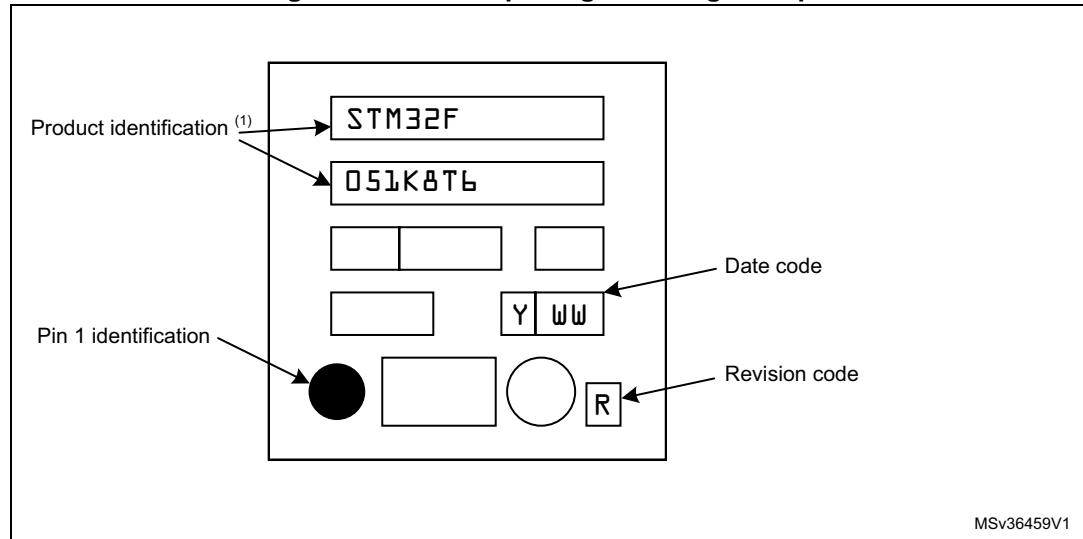 STM32F
Product identification (1)
051K8T6
Date code
Y WW
Pin 1 identification
Revision code
R
MSv36459V1